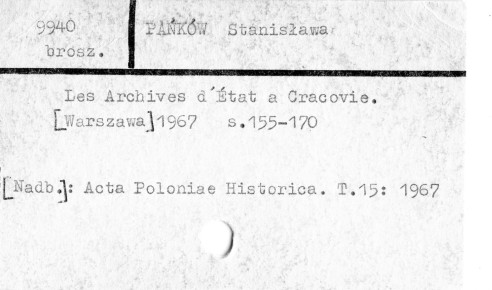 9940 PAŃKÓW Stanisława
brosz.
Les Archives d'État a Cracovie.
[Warszawa]1967 s.155-170
[Nadb.]: Acta Poloniae Historica. T.15: 1967